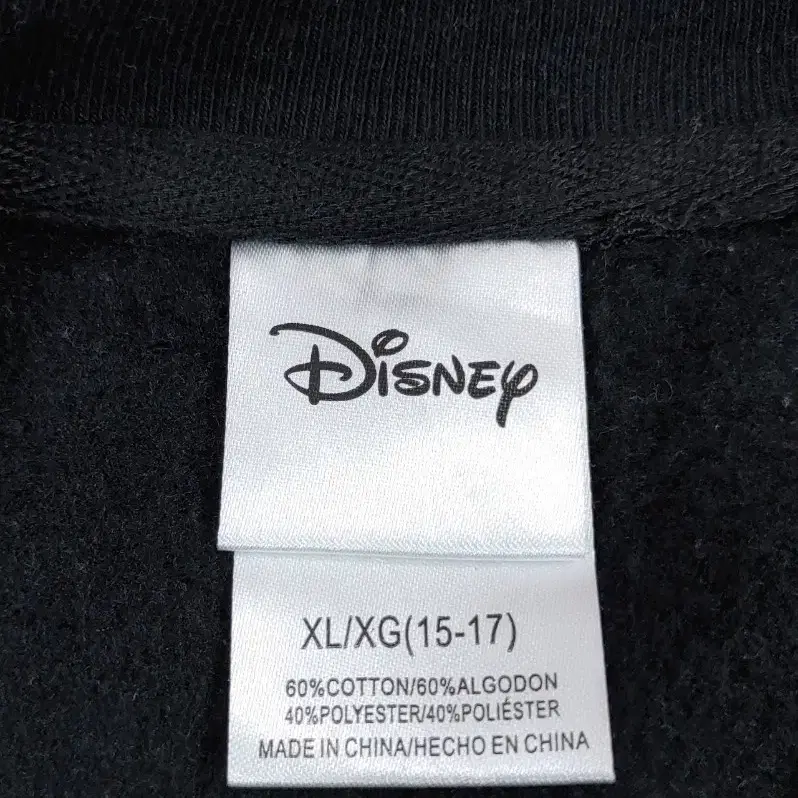 Disney
XL/XG(15-17)
60%COTTON/60%ALGODON
40%POLYESTER/40%POLIÉSTER
MADE IN CHINA/HECHO EN CHINA